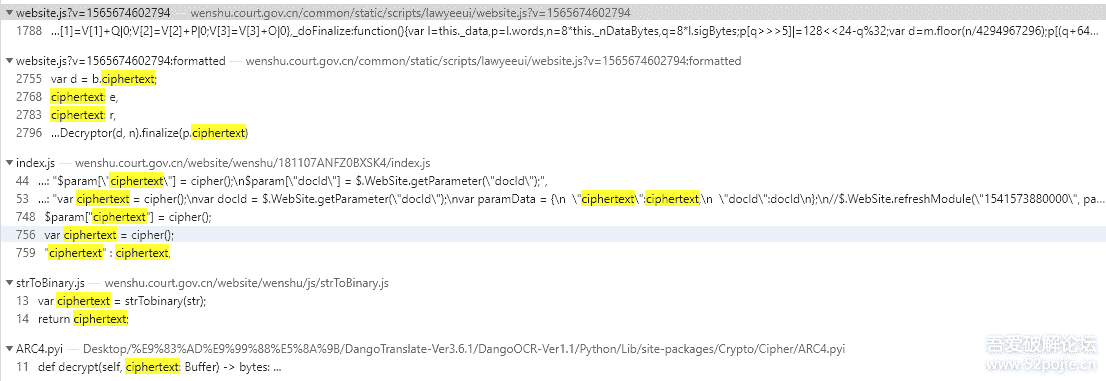 website.js?v=1565674602794 — wenshu.court.gov.cn/common/static/scripts/lawyeeui/website.js?v=1565674602794
1788 ...[1]=V[1]+Q|0;V[2]=V[2]+P|0;V[3]=V[3]+O|0},_doFinalize:function(){var l=this._data,p=l.words,n=8*this._nDataBytes,q=8*l.sigBytes;p[q>>>5]|=128<<24-q%32;var d=m.floor(n/4294967296);p[(q+64...
website.js?v=1565674602794:formatted — wenshu.court.gov.cn/common/static/scripts/lawyeeui/website.js?v=1565674602794:formatted
2755 var d = b.ciphertext;
2768 ciphertext: e,
2783 ciphertext: r,
2796 ...Decryptor(d, n).finalize(p.ciphertext)
index.js — wenshu.court.gov.cn/website/wenshu/181107ANFZ0BXSK4/index.js
44 ...: "$param[\"ciphertext\"] = cipher();\n$param[\"docId\"] = $.WebSite.getParameter(\"docId\");",
53 ...: "var ciphertext = cipher();\nvar docId = $.WebSite.getParameter(\"docId\");\nvar paramData = {\n \"ciphertext\":ciphertext,\n \"docId\":docId\n};\n//$.WebSite.refreshModule(\"1541573880000\", pa...
748 $param["ciphertext"] = cipher();
756 var ciphertext = cipher();
759 "ciphertext" : ciphertext,
strToBinary.js — wenshu.court.gov.cn/website/wenshu/js/strToBinary.js
13 var ciphertext = strTobinary(str);
14 return ciphertext;
ARC4.pyi — Desktop/%E9%83%AD%E9%99%88%E5%8A%9B/DangoTranslate-Ver3.6.1/DangoOCR-Ver1.1/Python/Lib/site-packages/Crypto/Cipher/ARC4.pyi
11 def decrypt(self, ciphertext: Buffer) -> bytes: ...
吾爱破解论坛
www.52pojie.cn